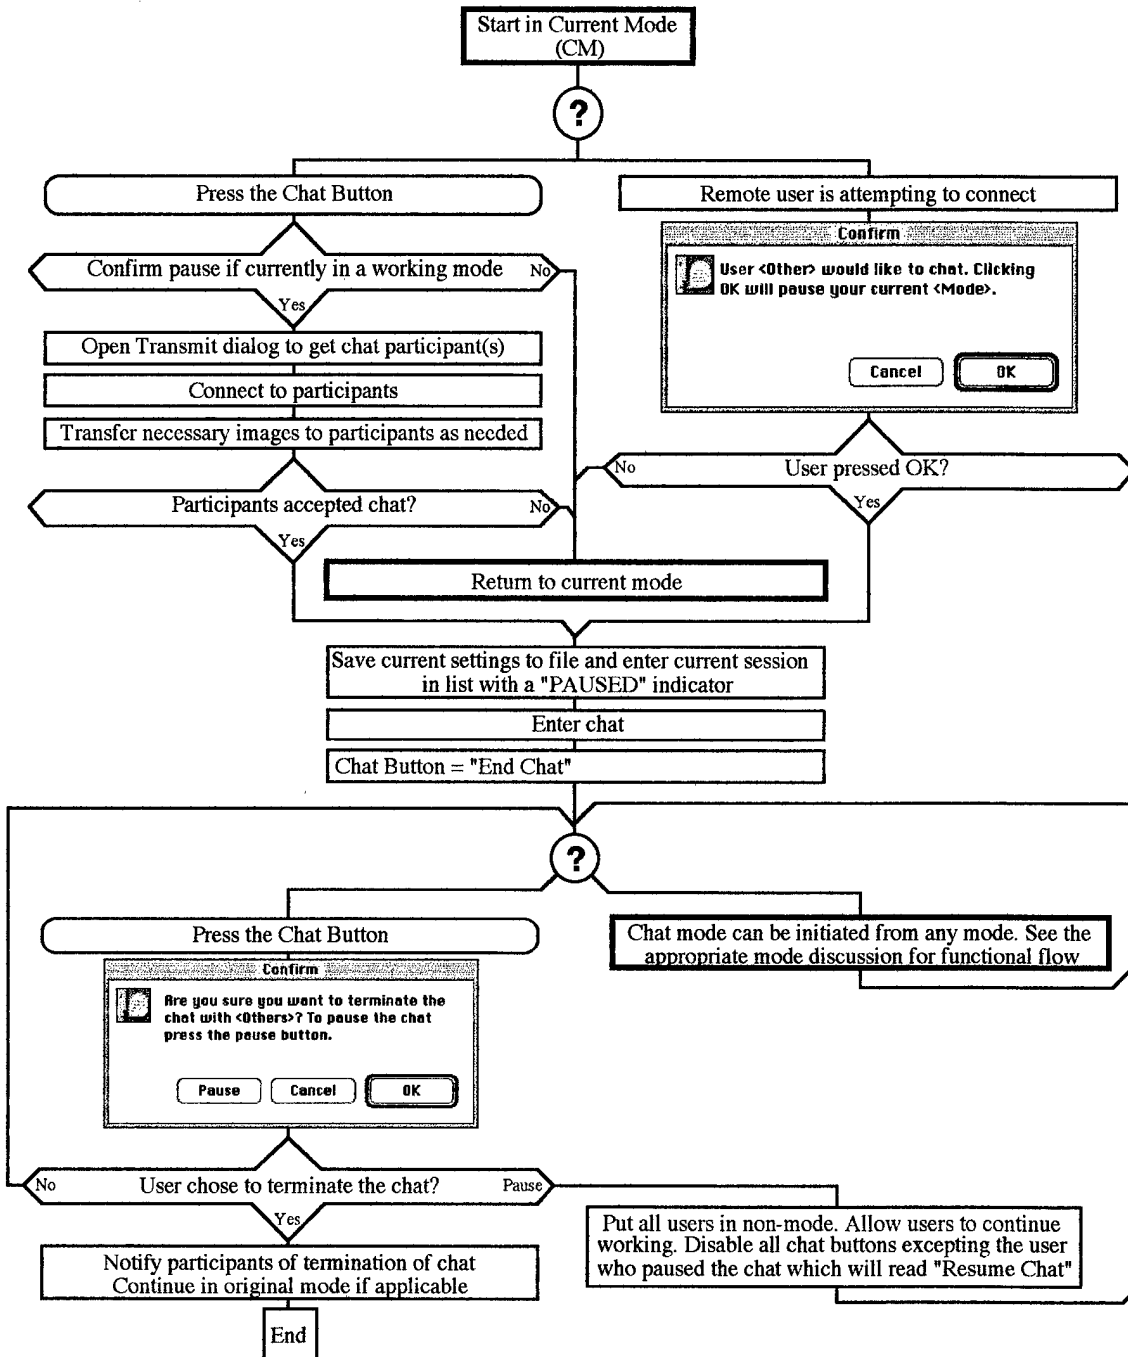 Start in Current Mode
(CM)
?
Press the Chat Button
Remote user is attempting to connect
Confirm pause if currently in a working mode
No
Yes
Confirm
User <Other> would like to chat. Clicking
OK will pause your current <Mode>.
Cancel
OK
Open Transmit dialog to get chat participant(s)
Connect to participants
Transfer necessary images to participants as needed
No
User pressed OK?
Yes
Participants accepted chat?
No
Yes
Return to current mode
Save current settings to file and enter current session
in list with a "PAUSED" indicator
Enter chat
Chat Button = "End Chat"
?
Press the Chat Button
Chat mode can be initiated from any mode. See the
appropriate mode discussion for functional flow
Confirm
Are you sure you want to terminate the
chat with <Others>? To pause the chat
press the pause button.
Pause
Cancel
OK
No
User chose to terminate the chat?
Pause
Yes
Put all users in non-mode. Allow users to continue
working. Disable all chat buttons excepting the user
who paused the chat which will read "Resume Chat"
Notify participants of termination of chat
Continue in original mode if applicable
End